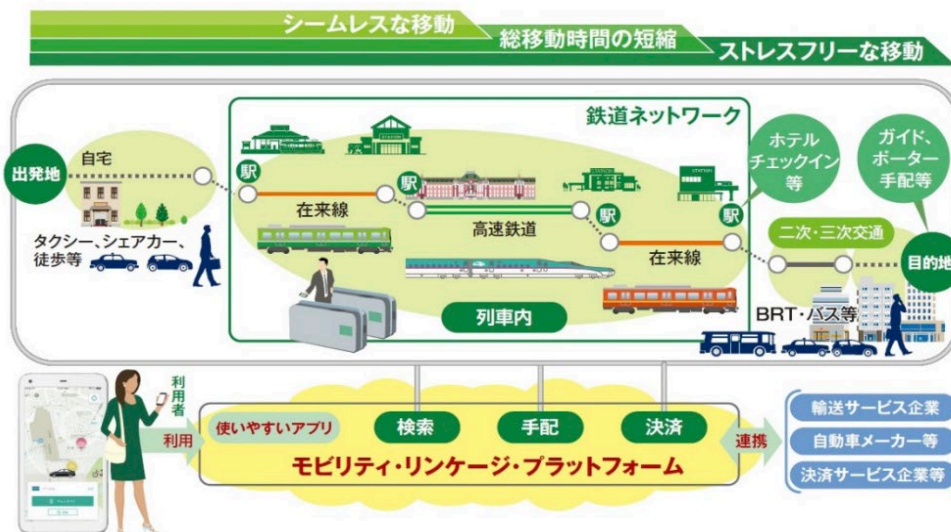 シームレスな移動
総移動時間の短縮
ストレスフリーな移動
鉄道ネットワーク
ホテル
チェックイン
等
ガイド、
ポーター
手配等
出発地
自宅
駅
駅
駅
駅
在来線
高速鉄道
在来線
タクシー、シェアカー、
徒歩等
二次・三次交通
目的地
列車内
BRT・バス等
利用者
利用
使いやすいアプリ
検索
手配
決済
連携
モビリティ・リンケージ・プラットフォーム
輸送サービス企業
自動車メーカー等
決済サービス企業等